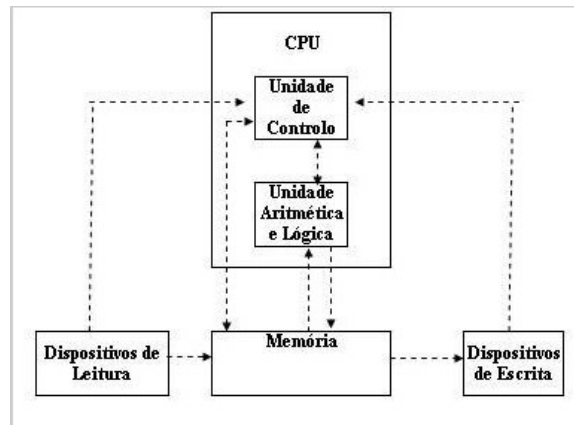 CPU
Unidade
de
Controlo
Unidade
Aritmética
e Lógica
Memória
Dispositivos de
Leitura
Dispositivos
de Escrita